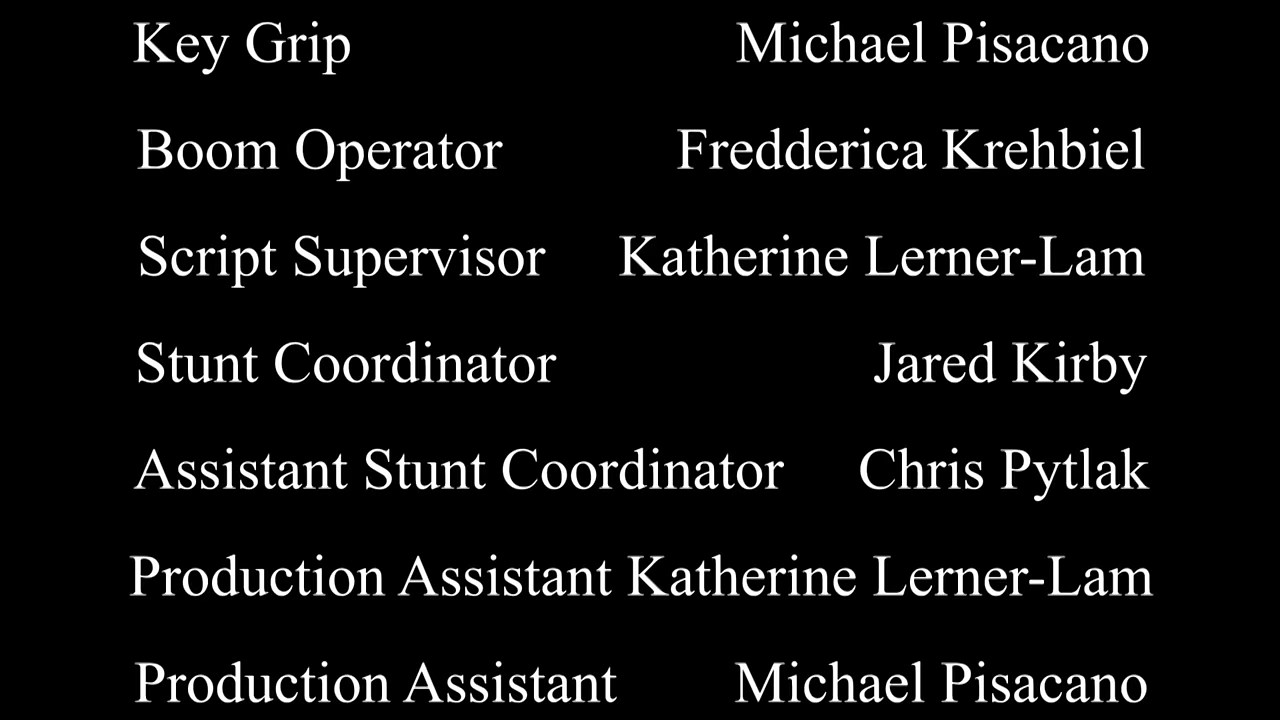 Key Grip Michael Pisacano
Boom Operator Fredderica Krehbiel
Script Supervisor Katherine Lerner-Lam
Stunt Coordinator Jared Kirby
Assistant Stunt Coordinator Chris Pytlak
Production Assistant Katherine Lerner-Lam
Production Assistant Michael Pisacano